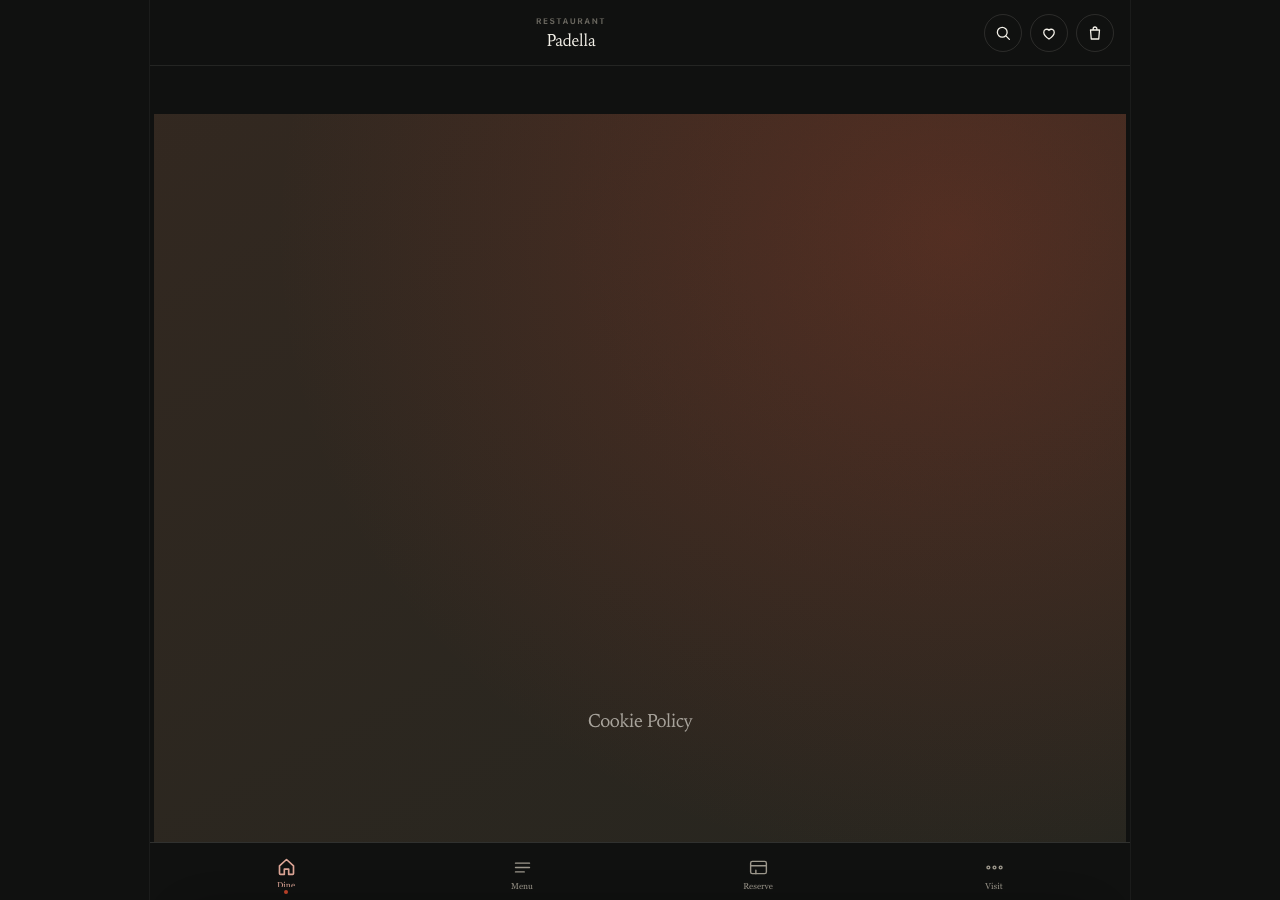 RESTAURANT
Padella
Cookie Policy
Dine
Menu
Reserve
Visit